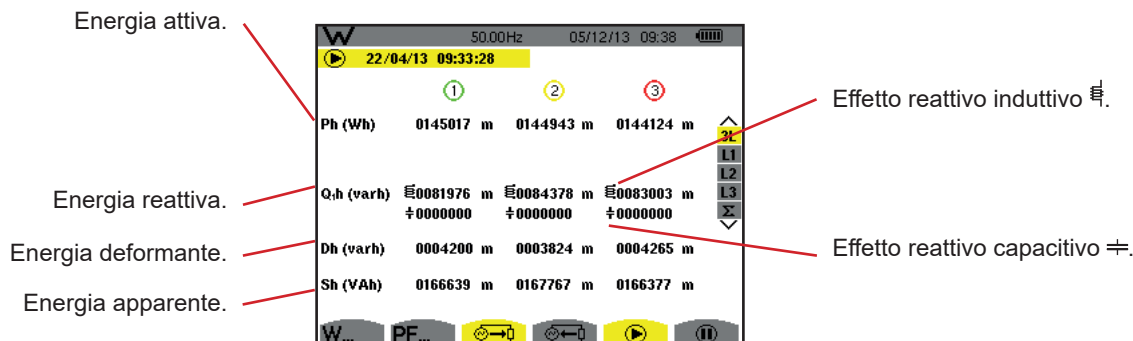 Energia attiva.
W 50.00Hz 05/12/13 09:38
22/04/13 09:33:28
1 2 3
Ph (Wh) 0145017 m 0144943 m 0144124 m
Effetto reattivo induttivo
3L
L1
L2
L3
Σ
Energia reattiva.
Q₁h (varh) 0081976 m 0084378 m 0083003 m
0000000 0000000 0000000
Energia deformante.
Dh (varh) 0004200 m 0003824 m 0004265 m
Effetto reattivo capacitivo
Energia apparente.
Sh (VAh) 0166639 m 0167767 m 0166377 m
W... PF...